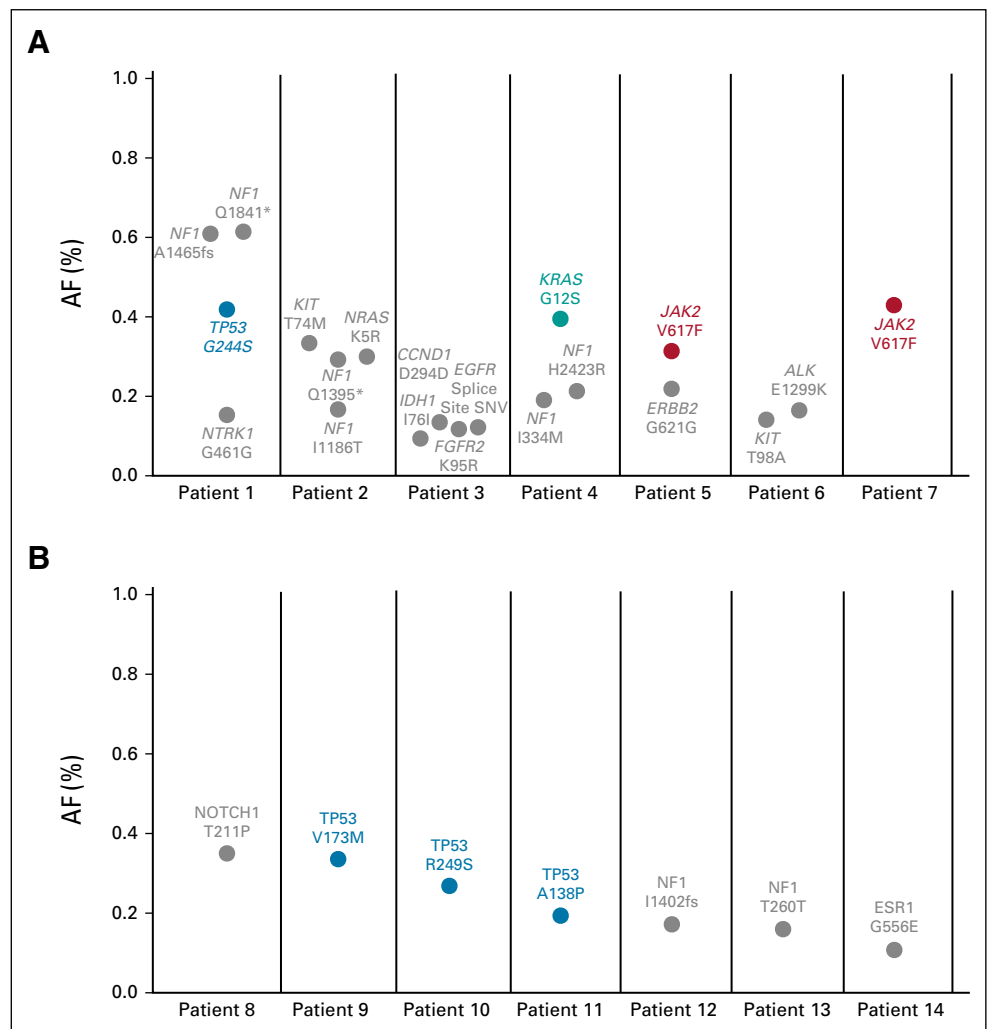 A
1.0
0.8
0.6
0.4
0.2
0.0
AF (%)
NF1
Q1841*
NF1
A1465fs
TP53
G244S
NTRK1
G461G
KIT
T74M
NRAS
K5R
NF1
Q1395*
NF1
I1186T
CCND1
D294D
EGFR
Splice
Site SNV
IDH1
I76I
FGFR2
K95R
KRAS
G12S
NF1
H2423R
NF1
I334M
JAK2
V617F
ERBB2
G621G
ALK
E1299K
KIT
T98A
JAK2
V617F
Patient 1 Patient 2 Patient 3 Patient 4 Patient 5 Patient 6 Patient 7
B
1.0
0.8
0.6
0.4
0.2
0.0
AF (%)
NOTCH1
T211P
TP53
V173M
TP53
R249S
TP53
A138P
NF1
I1402fs
NF1
T260T
ESR1
G556E
Patient 8 Patient 9 Patient 10 Patient 11 Patient 12 Patient 13 Patient 14